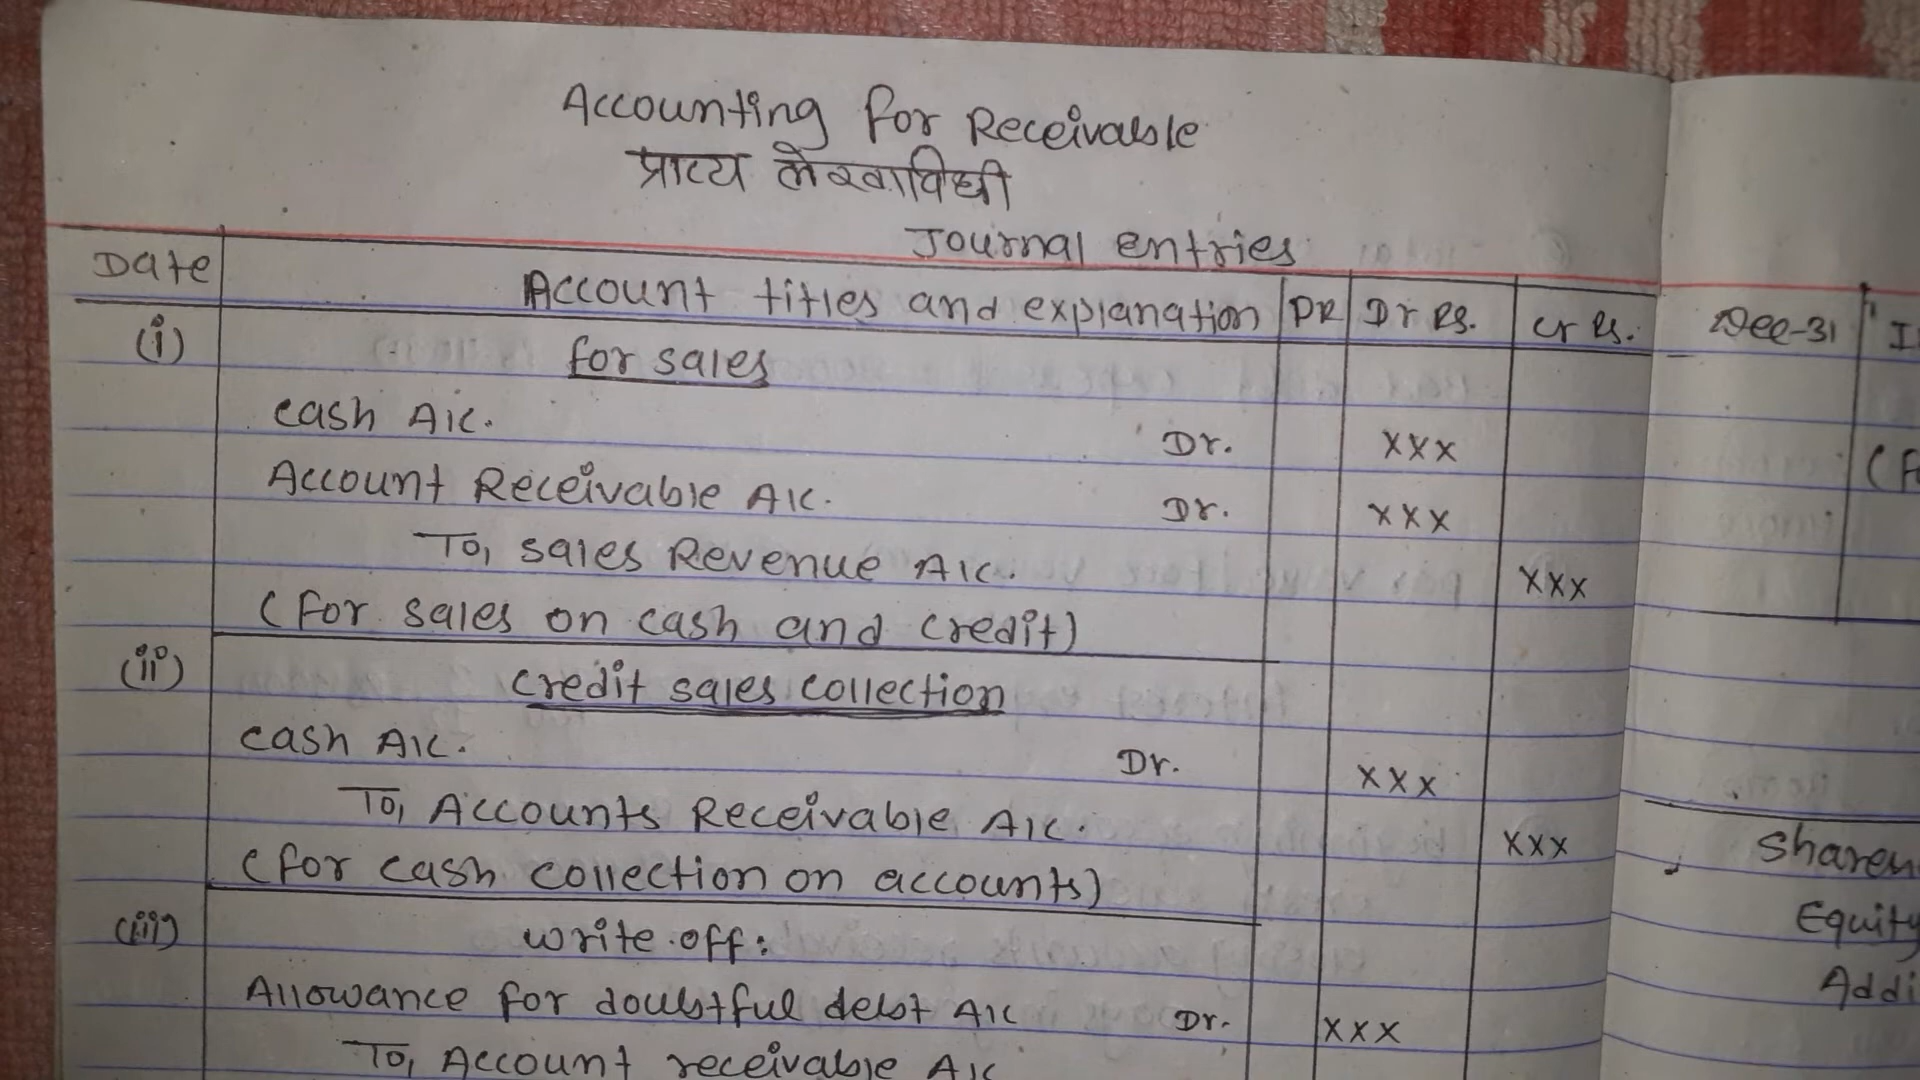 Accounting for Receivable
प्राप्य लेखाविधी
Journal entries
Date Account titles and explanation PR Dr Rs. Cr Rs.
(i) for sales
Cash A/C. Dr. xxx
Account Receivable A/C. Dr. xxx
To, Sales Revenue A/C. xxx
(For sales on cash and credit)
(ii) Credit sales collection
Cash A/C. Dr. xxx
To, Accounts Receivable A/C. xxx
(for cash collection on accounts)
(iii) write off:
Allowance for doubtful debt A/C Dr. xxx
To, Account receivable A/C
Dec-31
Equity
Addi